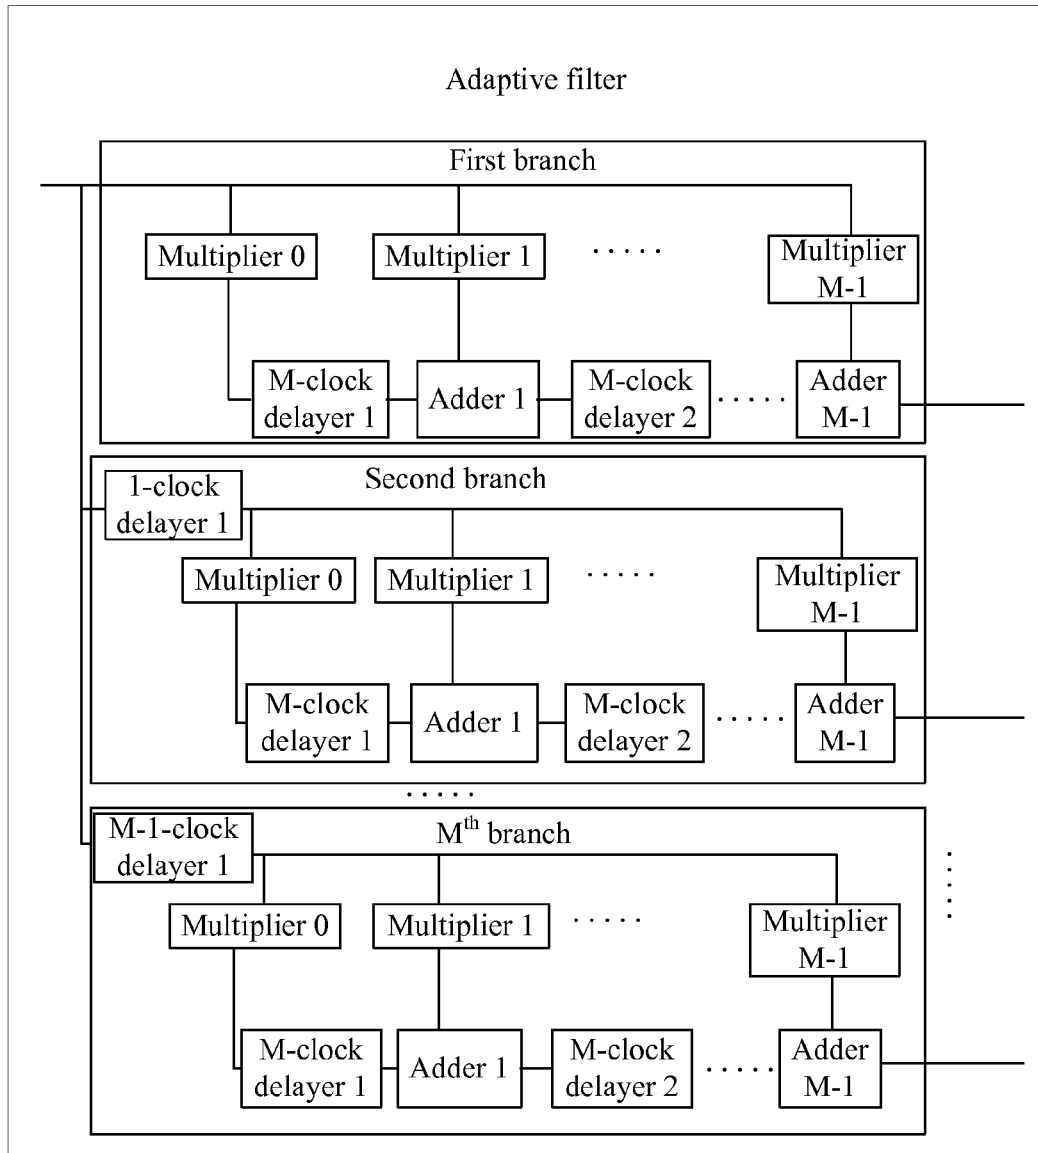 Adaptive filter
First branch
Multiplier 0
Multiplier 1
. . . . .
Multiplier
M-1
M-clock
delayer 1
Adder 1
M-clock
delayer 2
. . . . .
Adder
M-1
Second branch
1-clock
delayer 1
Multiplier 0
Multiplier 1
. . . . .
Multiplier
M-1
M-clock
delayer 1
Adder 1
M-clock
delayer 2
. . . . .
Adder
M-1
. . . . .
Mth branch
M-1-clock
delayer 1
. . . . .
Multiplier 0
Multiplier 1
. . . . .
Multiplier
M-1
M-clock
delayer 1
Adder 1
M-clock
delayer 2
. . . . .
Adder
M-1